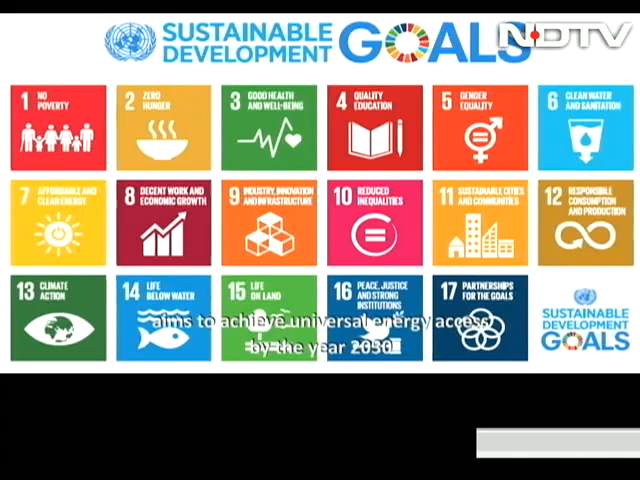 SUSTAINABLE
DEVELOPMENT
GOALS
NDTV
1 NO
POVERTY
2 ZERO
HUNGER
3 GOOD HEALTH
AND WELL-BEING
4 QUALITY
EDUCATION
5 GENDER
EQUALITY
6 CLEAN WATER
AND SANITATION
7 AFFORDABLE AND
CLEAN ENERGY
8 DECENT WORK AND
ECONOMIC GROWTH
9 INDUSTRY, INNOVATION
AND INFRASTRUCTURE
10 REDUCED
INEQUALITIES
11 SUSTAINABLE CITIES
AND COMMUNITIES
12 RESPONSIBLE
CONSUMPTION
AND PRODUCTION
13 CLIMATE
ACTION
14 LIFE
BELOW WATER
15 LIFE
ON LAND
16 PEACE, JUSTICE
AND STRONG
INSTITUTIONS
17 PARTNERSHIPS
FOR THE GOALS
SUSTAINABLE
DEVELOPMENT
GOALS
aims to achieve universal energy access
by the year 2030